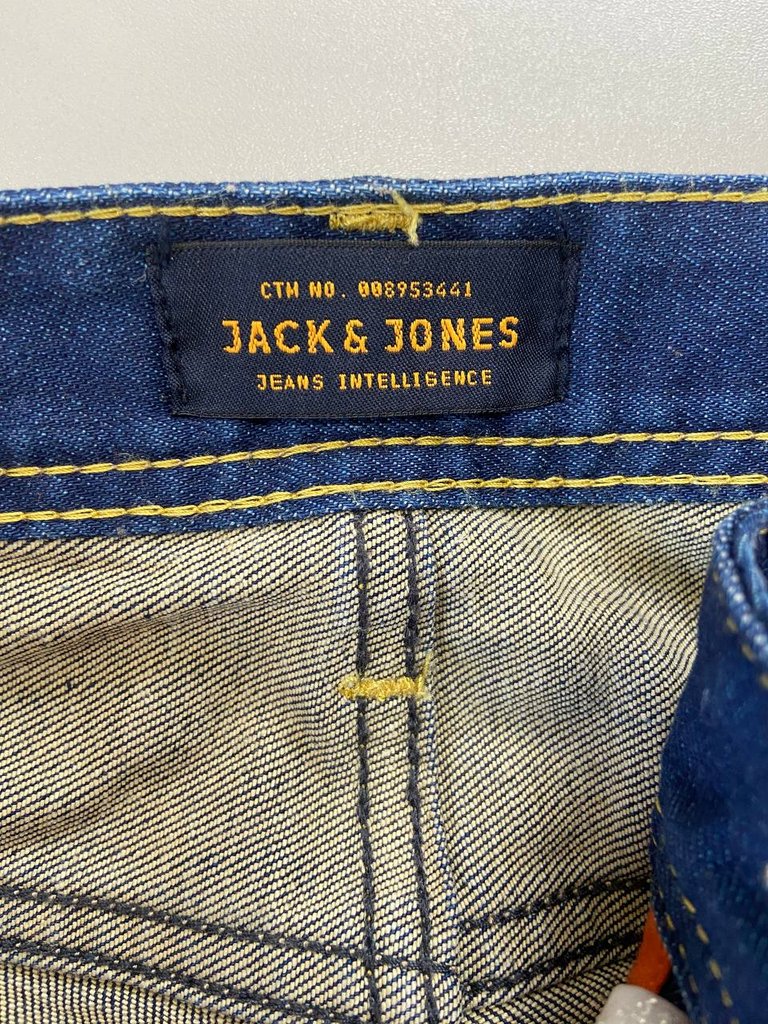 CTM NO. 008953441
JACK & JONES
JEANS INTELLIGENCE